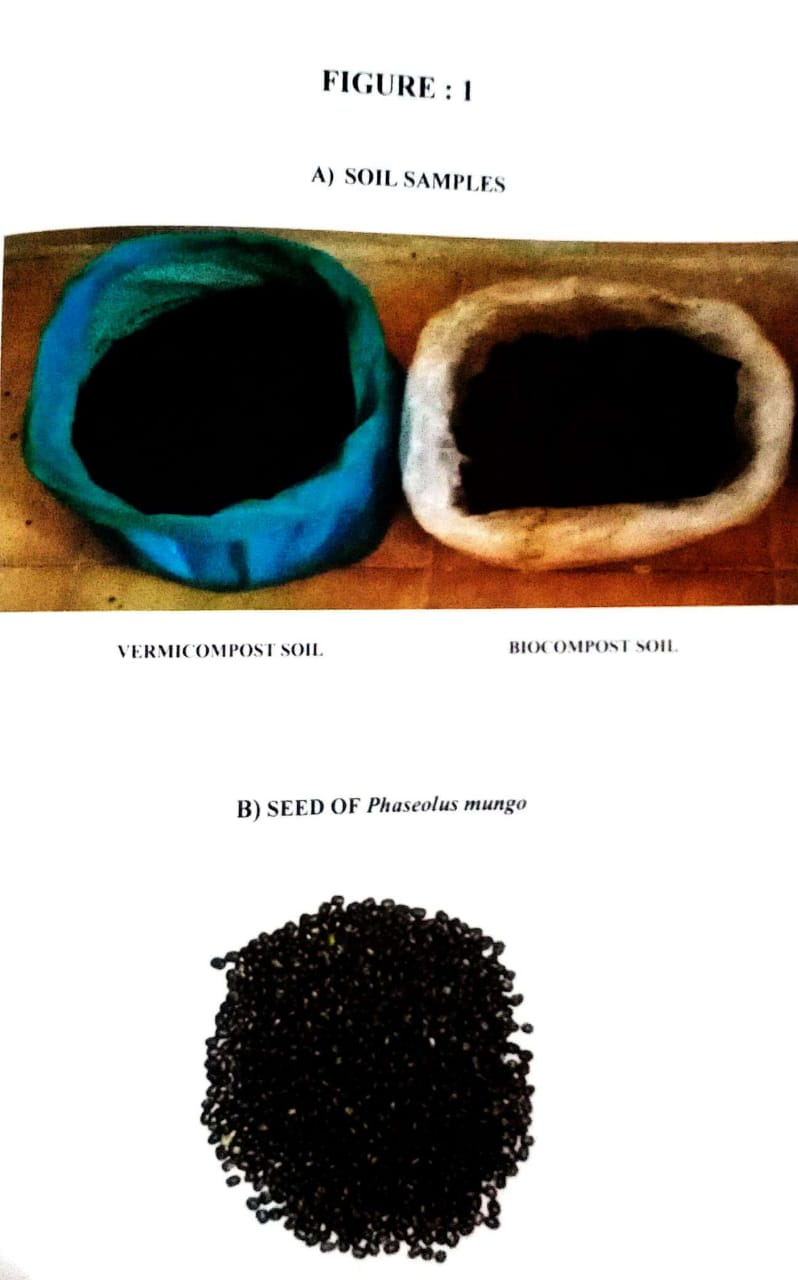 FIGURE : 1
A) SOIL SAMPLES
VERMICOMPOST SOIL
BIOCOMPOST SOIL
B) SEED OF Phaseolus mungo